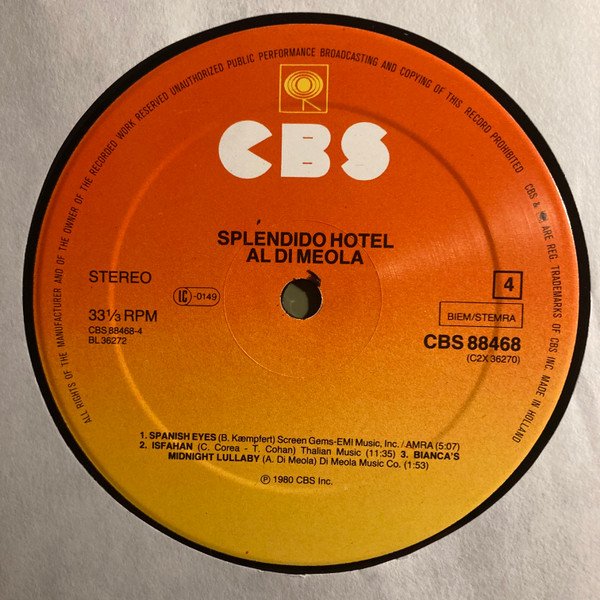 ALL RIGHTS OF THE MANUFACTURER AND OF THE OWNER OF THE RECORDED WORK RESERVED UNAUTHORIZED PUBLIC PERFORMANCE BROADCASTING AND COPYING OF THIS RECORD PROHIBITED
CBS & ARE REG. TRADEMARKS OF CBS INC. MADE IN HOLLAND
CBS
SPLÉNDIDO HOTEL
AL DI MEOLA
STEREO
LC -0149
4
33⅓ RPM
BIEM/STEMRA
CBS 88468-4
BL 36272
CBS 88468
(C2X 36270)
1. SPANISH EYES (B. Kæmpfert) Screen Gems-EMI Music, Inc. / AMRA (5:07)
2. ISFAHAN (C. Corea - T. Cohan) Thalian Music (11:35) 3. BIANCA'S
MIDNIGHT LULLABY (A. Di Meola) Di Meola Music Co. (1:53)
℗ 1980 CBS Inc.